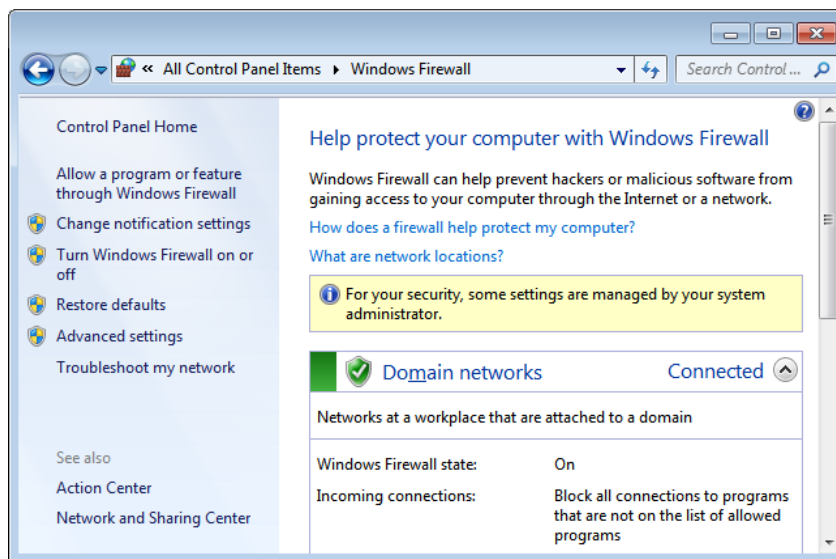 « All Control Panel Items ▸ Windows Firewall
Search Control ...
Control Panel Home
Allow a program or feature
through Windows Firewall
Change notification settings
Turn Windows Firewall on or
off
Restore defaults
Advanced settings
Troubleshoot my network
See also
Action Center
Network and Sharing Center
Help protect your computer with Windows Firewall
Windows Firewall can help prevent hackers or malicious software from
gaining access to your computer through the Internet or a network.
How does a firewall help protect my computer?
What are network locations?
For your security, some settings are managed by your system
administrator.
Domain networks Connected
Networks at a workplace that are attached to a domain
Windows Firewall state: On
Incoming connections: Block all connections to programs
that are not on the list of allowed
programs